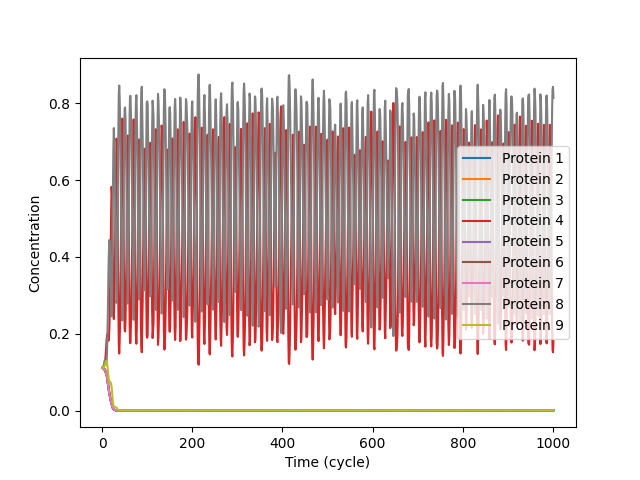 0.8
0.6
0.4
0.2
0.0
Concentration
0
200
400
600
800
1000
Time (cycle)
Protein 1
Protein 2
Protein 3
Protein 4
Protein 5
Protein 6
Protein 7
Protein 8
Protein 9